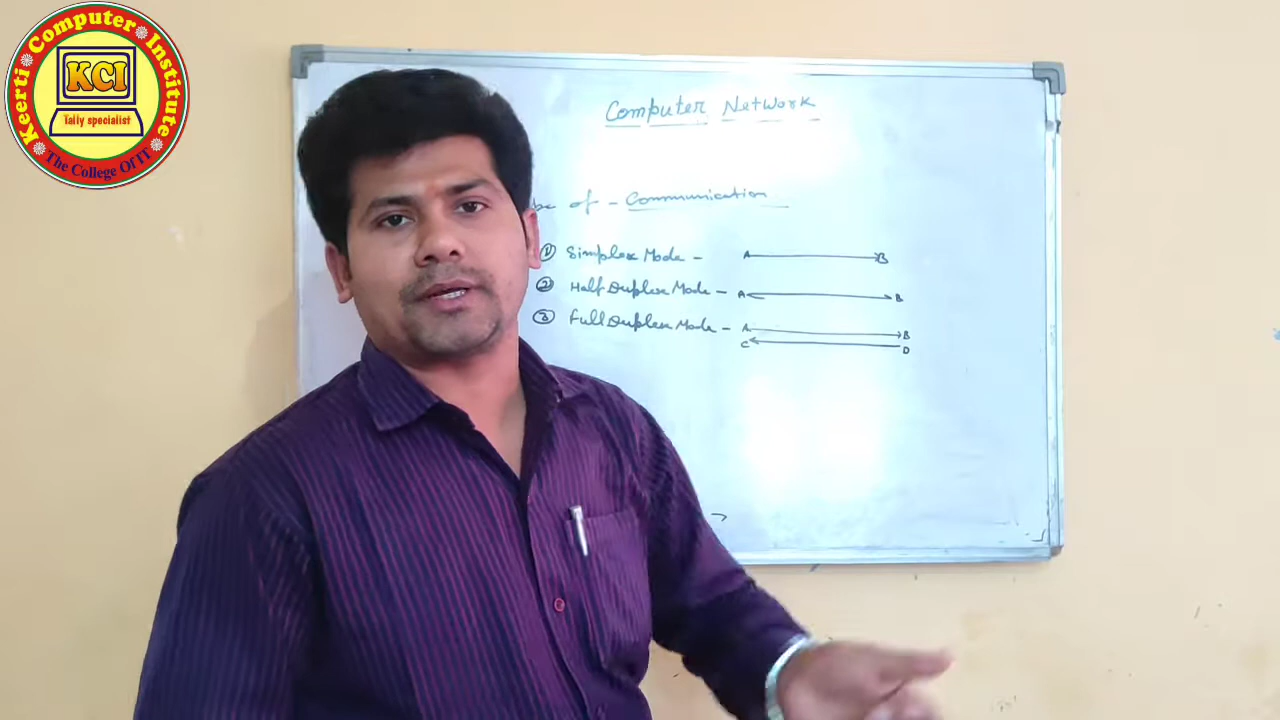 Keerti Computer Institute
KCI
Tally specialist
The College Of IT
Computer Network
of - Communication
① Simplex Mode - A B
② Half Duplex Mode - A B
③ Full Duplex Mode - A B
C D